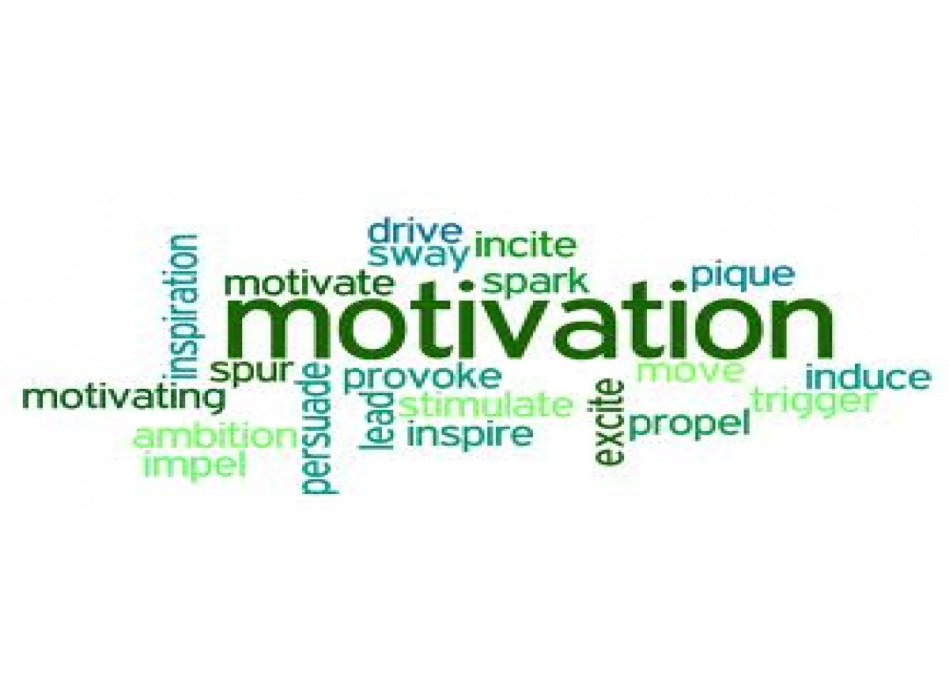 drive
sway
incite
inspiration
motivate
spark
pique
motivation
spur
persuade
provoke
move
induce
motivating
lead
stimulate
excite
trigger
ambition
inspire
propel
impel